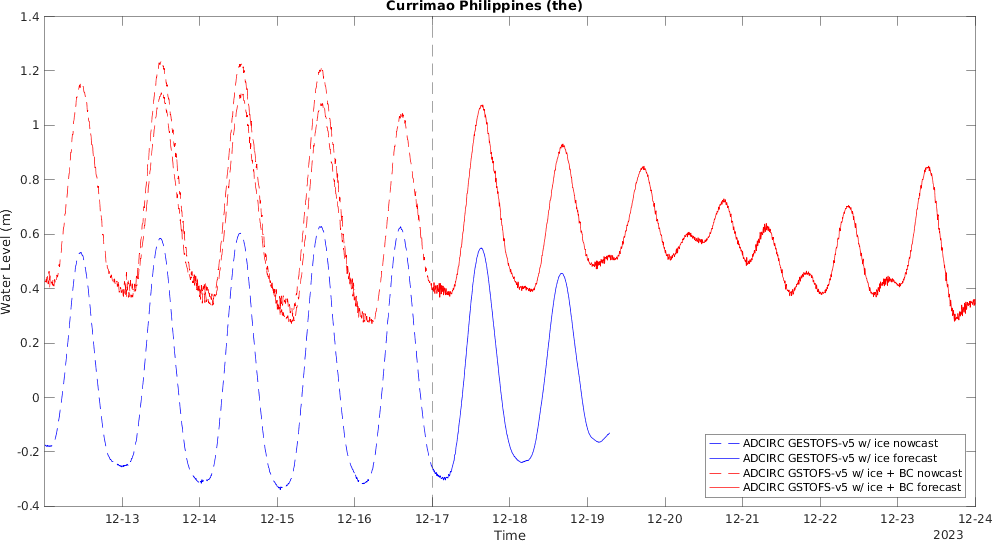 Currimao Philippines (the)
Water Level (m)
1.4
1.2
1
0.8
0.6
0.4
0.2
0
-0.2
-0.4
ADCIRC GESTOFS-v5 w/ ice nowcast
ADCIRC GESTOFS-v5 w/ ice forecast
ADCIRC GSTOFS-v5 w/ ice + BC nowcast
ADCIRC GSTOFS-v5 w/ ice + BC forecast
12-13 12-14 12-15 12-16 12-17 12-18 12-19 12-20 12-21 12-22 12-23 12-24
Time
2023